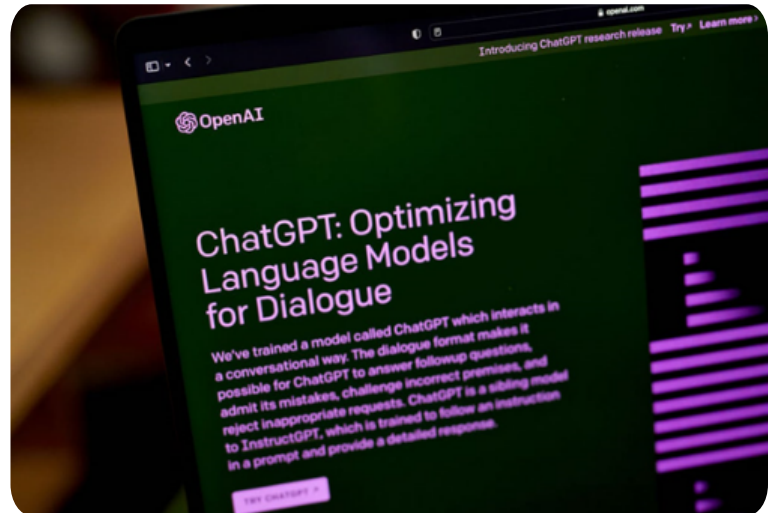 openai.com
Introducing ChatGPT research release Try↗ Learn more›
OpenAI
ChatGPT: Optimizing
Language Models
for Dialogue
We've trained a model called ChatGPT which interacts in
a conversational way. The dialogue format makes it
possible for ChatGPT to answer followup questions,
admit its mistakes, challenge incorrect premises, and
reject inappropriate requests. ChatGPT is a sibling model
to InstructGPT, which is trained to follow an instruction
in a prompt and provide a detailed response.
TRY CHATGPT ↗